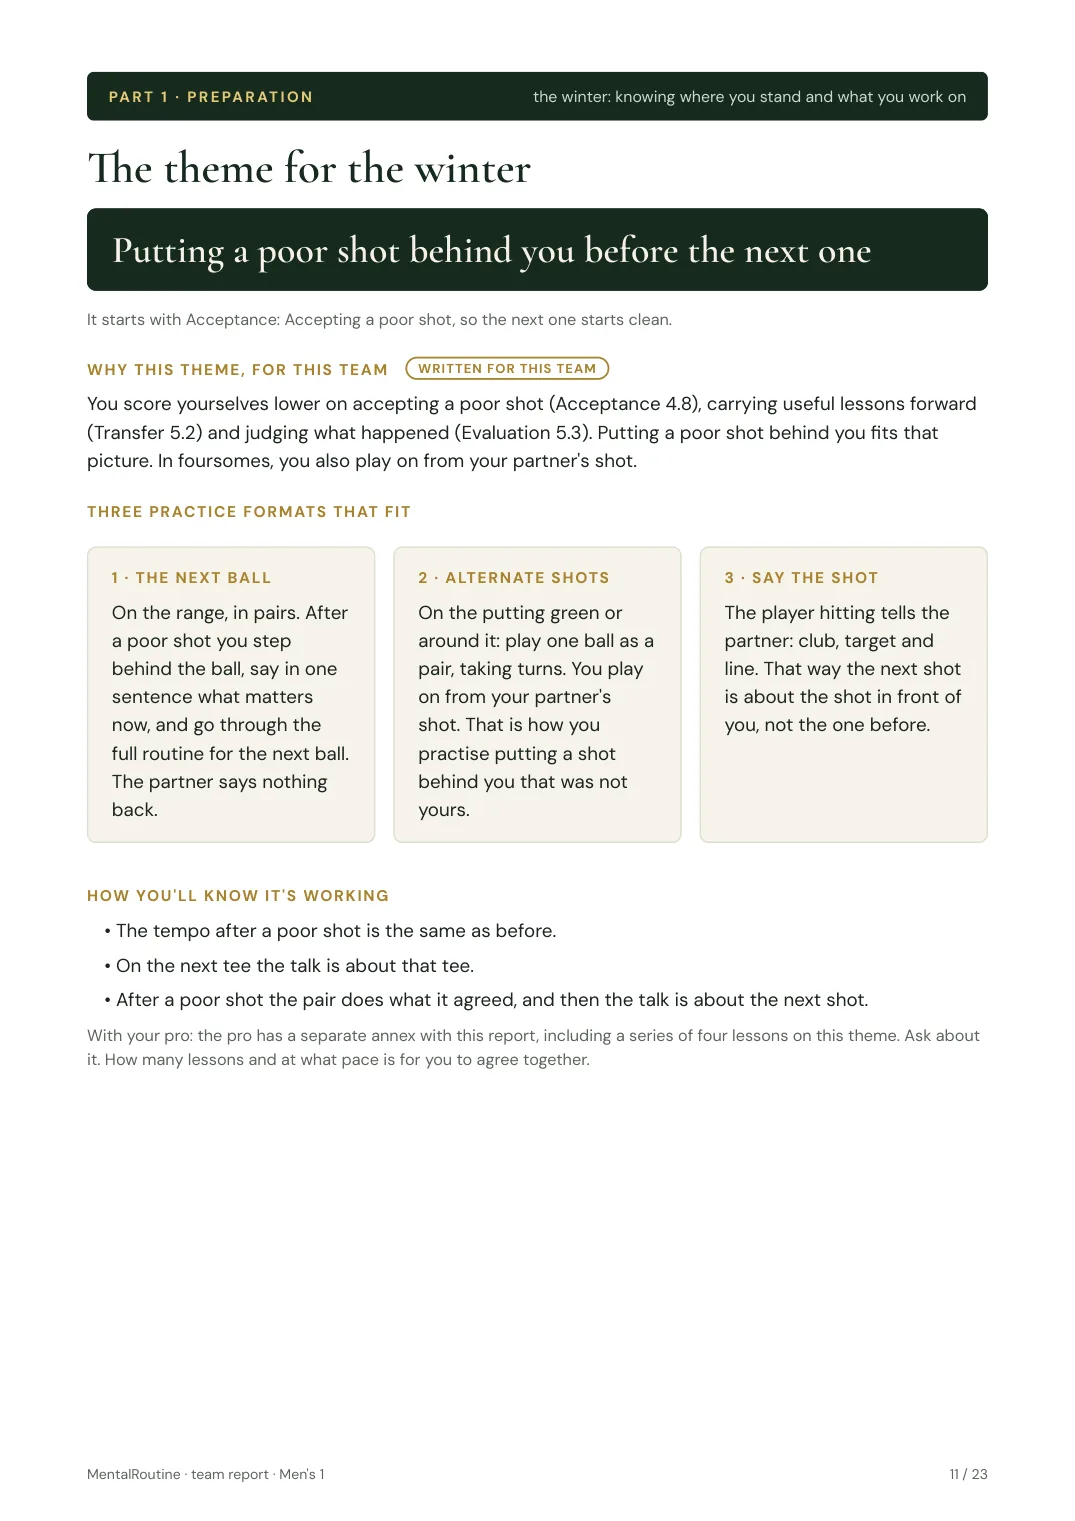 PART 1 · PREPARATION
the winter: knowing where you stand and what you work on
The theme for the winter
Putting a poor shot behind you before the next one
It starts with Acceptance: Accepting a poor shot, so the next one starts clean.
WHY THIS THEME, FOR THIS TEAM
WRITTEN FOR THIS TEAM
You score yourselves lower on accepting a poor shot (Acceptance 4.8), carrying useful lessons forward
(Transfer 5.2) and judging what happened (Evaluation 5.3). Putting a poor shot behind you fits that
picture. In foursomes, you also play on from your partner's shot.
THREE PRACTICE FORMATS THAT FIT
1 · THE NEXT BALL
On the range, in pairs. After
a poor shot you step
behind the ball, say in one
sentence what matters
now, and go through the
full routine for the next ball.
The partner says nothing
back.
2 · ALTERNATE SHOTS
On the putting green or
around it: play one ball as a
pair, taking turns. You play
on from your partner's
shot. That is how you
practise putting a shot
behind you that was not
yours.
3 · SAY THE SHOT
The player hitting tells the
partner: club, target and
line. That way the next shot
is about the shot in front of
you, not the one before.
HOW YOU'LL KNOW IT'S WORKING
• The tempo after a poor shot is the same as before.
• On the next tee the talk is about that tee.
• After a poor shot the pair does what it agreed, and then the talk is about the next shot.
With your pro: the pro has a separate annex with this report, including a series of four lessons on this theme. Ask about
it. How many lessons and at what pace is for you to agree together.
MentalRoutine · team report · Men's 1
11 / 23